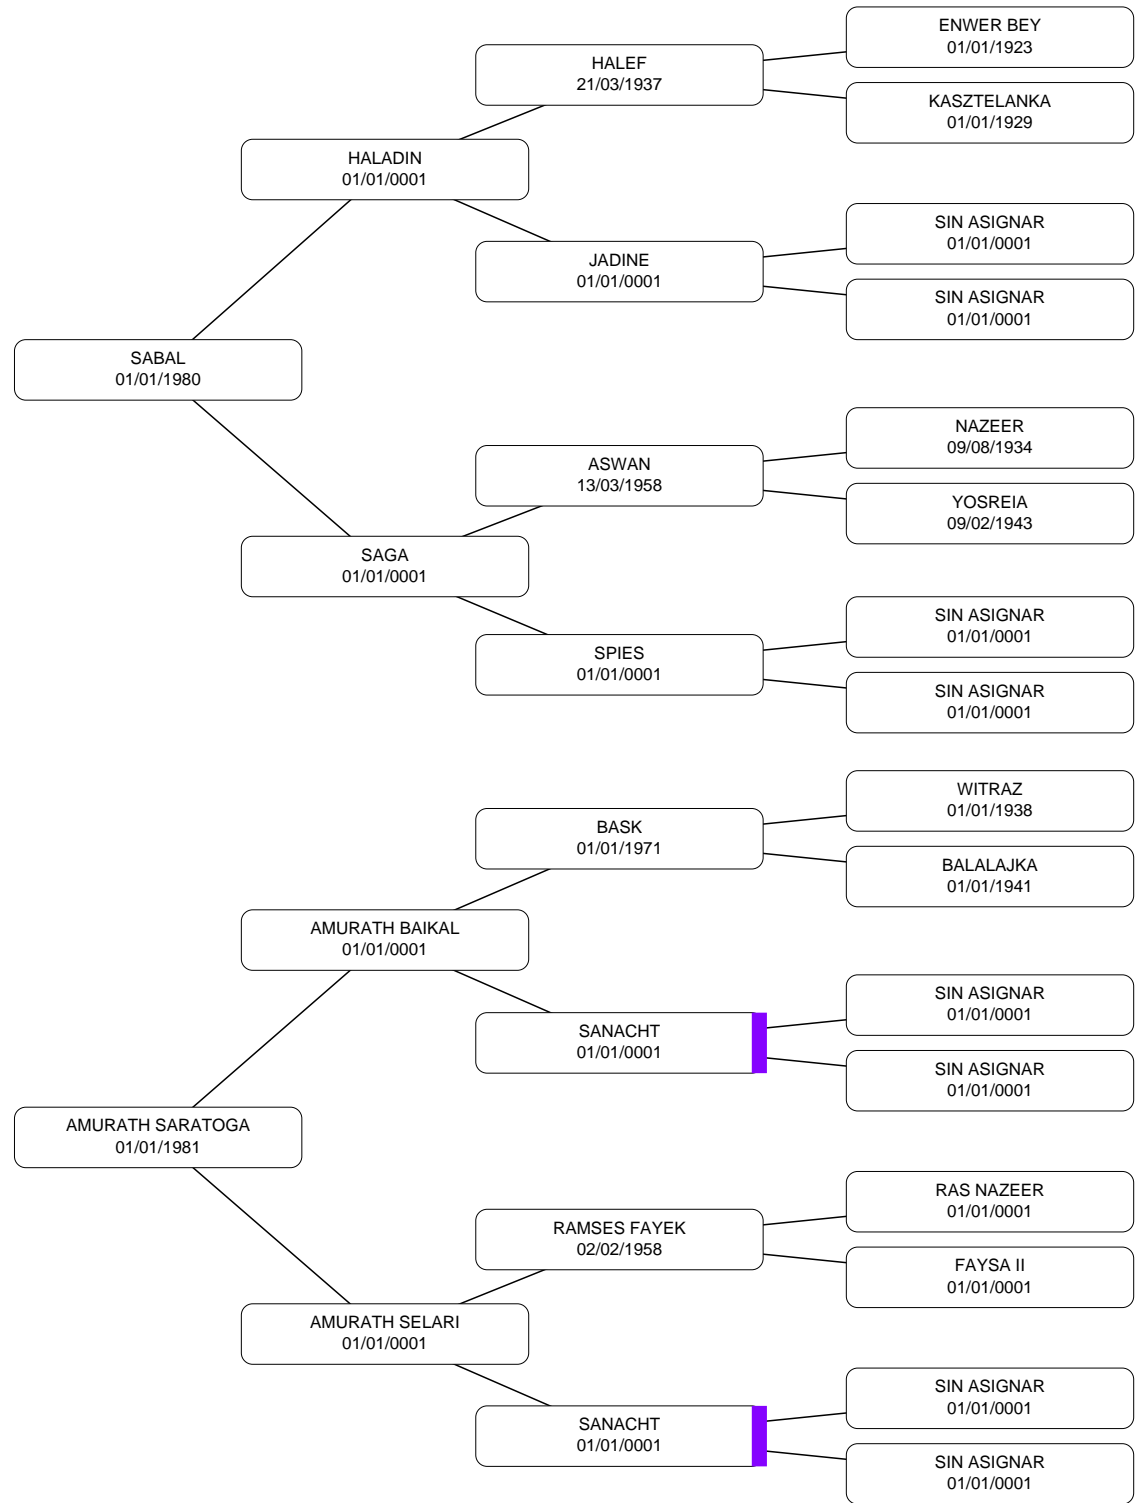 ENWER BEY
01/01/1923
HALEF
21/03/1937
KASZTELANKA
01/01/1929
HALADIN
01/01/0001
SIN ASIGNAR
01/01/0001
JADINE
01/01/0001
SIN ASIGNAR
01/01/0001
SABAL
01/01/1980
NAZEER
09/08/1934
ASWAN
13/03/1958
YOSREIA
09/02/1943
SAGA
01/01/0001
SIN ASIGNAR
01/01/0001
SPIES
01/01/0001
SIN ASIGNAR
01/01/0001
WITRAZ
01/01/1938
BASK
01/01/1971
BALALAJKA
01/01/1941
AMURATH BAIKAL
01/01/0001
SIN ASIGNAR
01/01/0001
SANACHT
01/01/0001
SIN ASIGNAR
01/01/0001
AMURATH SARATOGA
01/01/1981
RAS NAZEER
01/01/0001
RAMSES FAYEK
02/02/1958
FAYSA II
01/01/0001
AMURATH SELARI
01/01/0001
SIN ASIGNAR
01/01/0001
SANACHT
01/01/0001
SIN ASIGNAR
01/01/0001